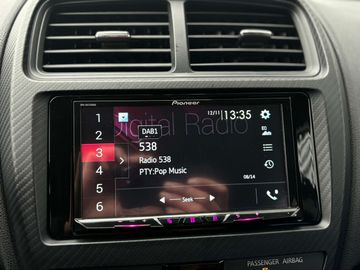 Pioneer
1
2
3
4
5
6
12/11 13:35
Digital Radio
DAB1
538
Radio 538
PTY:Pop Music
08/14
Seek
EQ
PASSENGER AIRBAG